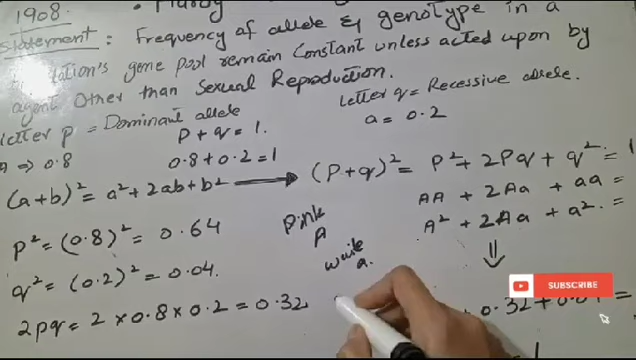 1908.
Statement: Frequency of allele & genotype in a
gene pool remain Constant unless acted upon by
agent Other than Sexual Reproduction.
Letter P = Dominant allele
Letter q = Recessive allele.
P + q = 1.
a = 0.2
A ⇒ 0.8
0.8 + 0.2 = 1
(a+b)² = a² + 2ab + b² → (P+q)² = P² + 2Pq + q² = 1
AA + 2Aa + aa =
A² + 2Aa + a² =
P² = (0.8)² = 0.64
Pink
A
q² = (0.2)² = 0.04.
write
a.
⇓
SUBSCRIBE
2pq = 2 × 0.8 × 0.2 = 0.32
+ 0.32 +